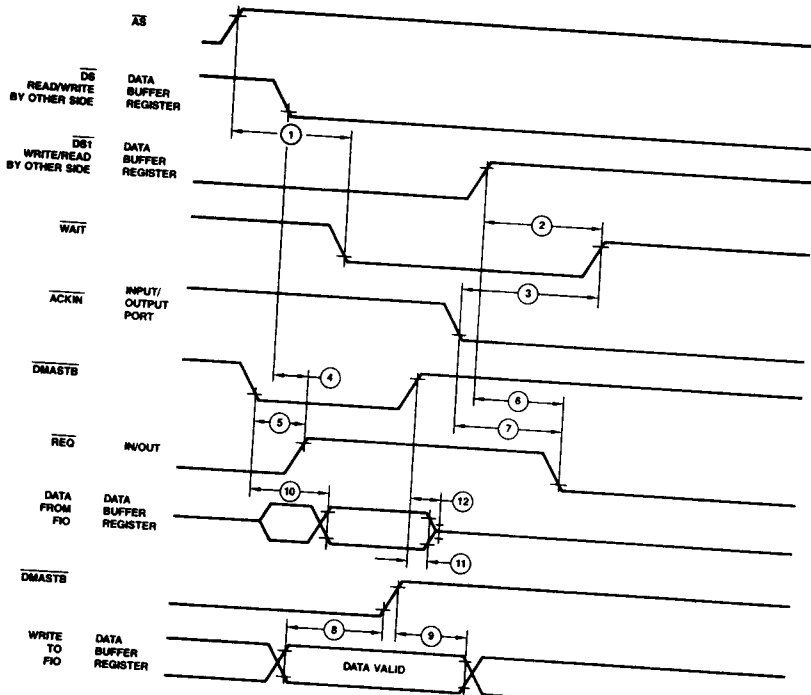 AS
DS DATA
READ/WRITE BUFFER
BY OTHER SIDE REGISTER
1
DS1 DATA
WRITE/READ BUFFER
BY OTHER SIDE REGISTER
2
WAIT
3
ACKIN INPUT/
OUTPUT
PORT
4
DMASTB
6
5
7
REQ IN/OUT
10
12
DATA DATA
FROM BUFFER
FIO REGISTER
11
DMASTB
8
9
WRITE DATA
TO BUFFER
FIO REGISTER
DATA VALID